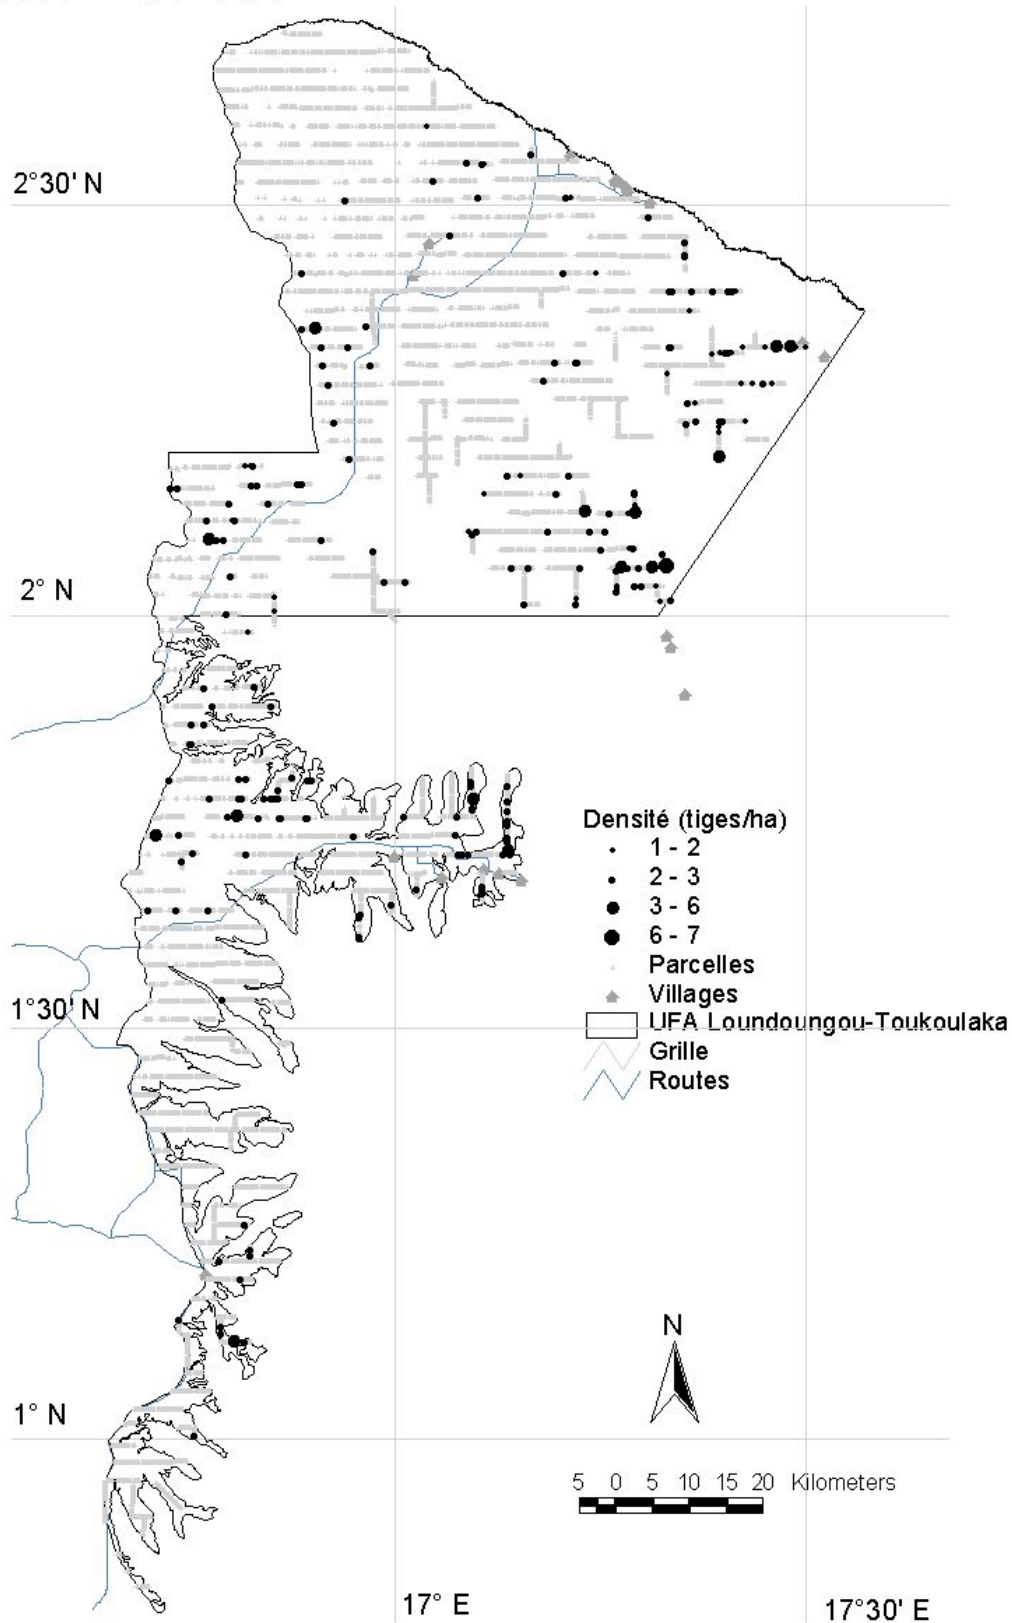 2°30' N
2° N
Densité (tiges/ha)
1 - 2
2 - 3
3 - 6
6 - 7
Parcelles
Villages
UFA Loundoungou-Toukoulaka
Grille
Routes
1°30' N
N
1° N
5 0 5 10 15 20 Kilometers
17° E
17°30' E